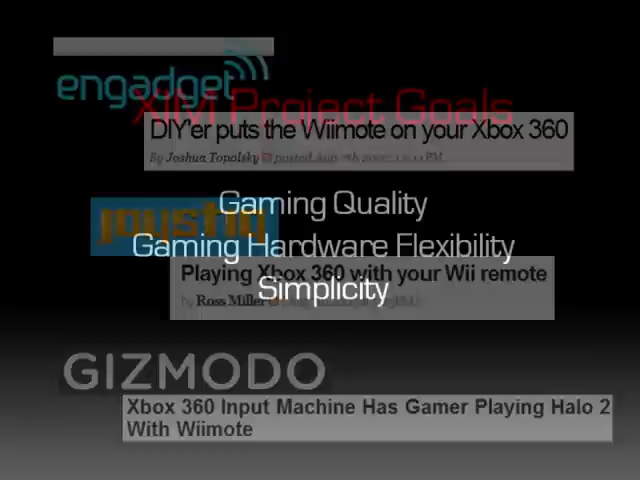 engadget
XIM Project Goals
DIY'er puts the Wiimote on your Xbox 360
By Joshua Topolsky posted
Gaming Quality
joystiq
Gaming Hardware Flexibility
Playing Xbox 360 with your Wii remote
Simplicity
by Ross Miller
GIZMODO
Xbox 360 Input Machine Has Gamer Playing Halo 2
With Wiimote